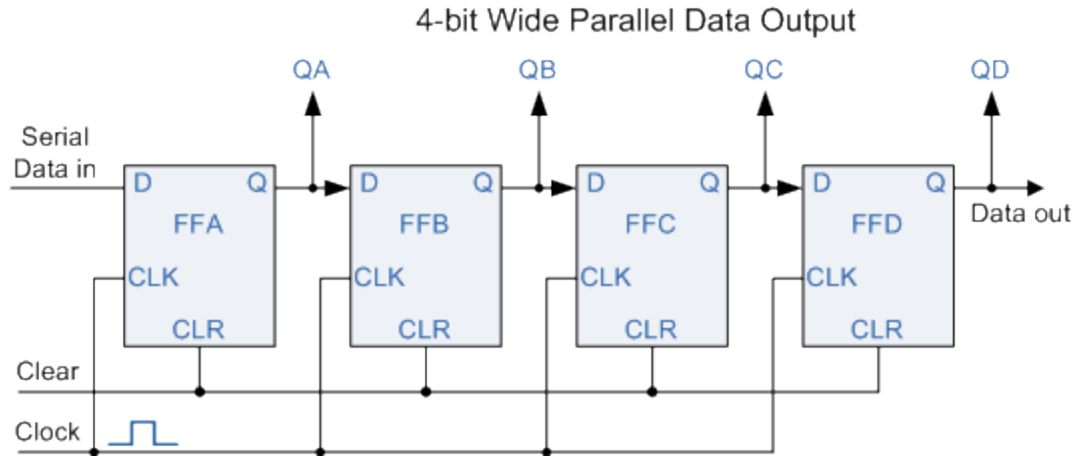 4-bit Wide Parallel Data Output
QA QB QC QD
Serial
Data in
D Q D Q D Q D Q
Data out
FFA FFB FFC FFD
CLK CLK CLK CLK
CLR CLR CLR CLR
Clear
Clock